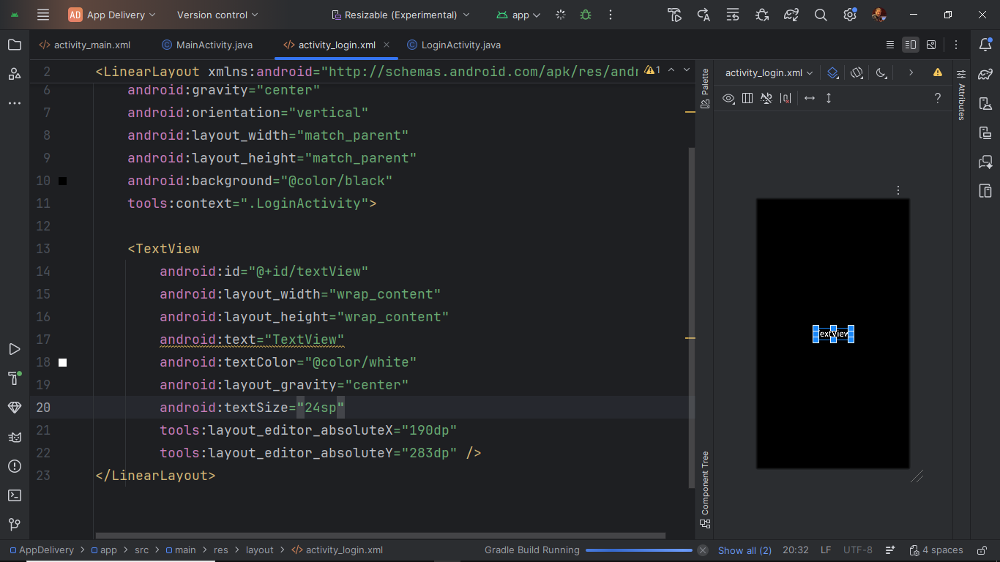 AD App Delivery Version control Resizable (Experimental) app
activity_main.xml MainActivity.java activity_login.xml LoginActivity.java
2 <LinearLayout xmlns:android="http://schemas.android.com/apk/res/andr 1
6 android:gravity="center"
7 android:orientation="vertical"
8 android:layout_width="match_parent"
9 android:layout_height="match_parent"
10 android:background="@color/black"
11 tools:context=".LoginActivity">
12
13 <TextView
14 android:id="@+id/textView"
15 android:layout_width="wrap_content"
16 android:layout_height="wrap_content"
17 android:text="TextView"
18 android:textColor="@color/white"
19 android:layout_gravity="center"
20 android:textSize="24sp"
21 tools:layout_editor_absoluteX="190dp"
22 tools:layout_editor_absoluteY="283dp" />
23 </LinearLayout>
Palette
Component Tree
activity_login.xml
?
TextView
Attributes
AppDelivery > app > src > main > res > layout > activity_login.xml
Gradle Build Running Show all (2) 20:32 LF UTF-8 4 spaces